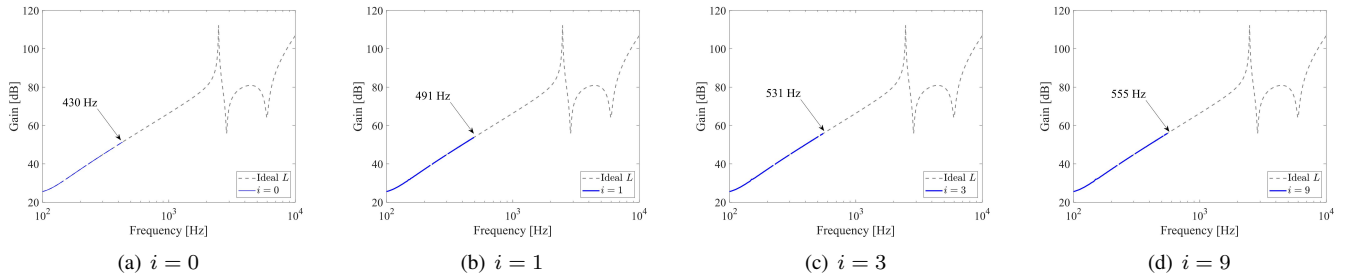 120
100
80
60
40
20
Gain [dB]
430 Hz
Ideal L
i = 0
10^2
10^3
10^4
Frequency [Hz]
(a) i = 0
120
100
80
60
40
20
Gain [dB]
491 Hz
Ideal L
i = 1
10^2
10^3
10^4
Frequency [Hz]
(b) i = 1
120
100
80
60
40
20
Gain [dB]
531 Hz
Ideal L
i = 3
10^2
10^3
10^4
Frequency [Hz]
(c) i = 3
120
100
80
60
40
20
Gain [dB]
555 Hz
Ideal L
i = 9
10^2
10^3
10^4
Frequency [Hz]
(d) i = 9